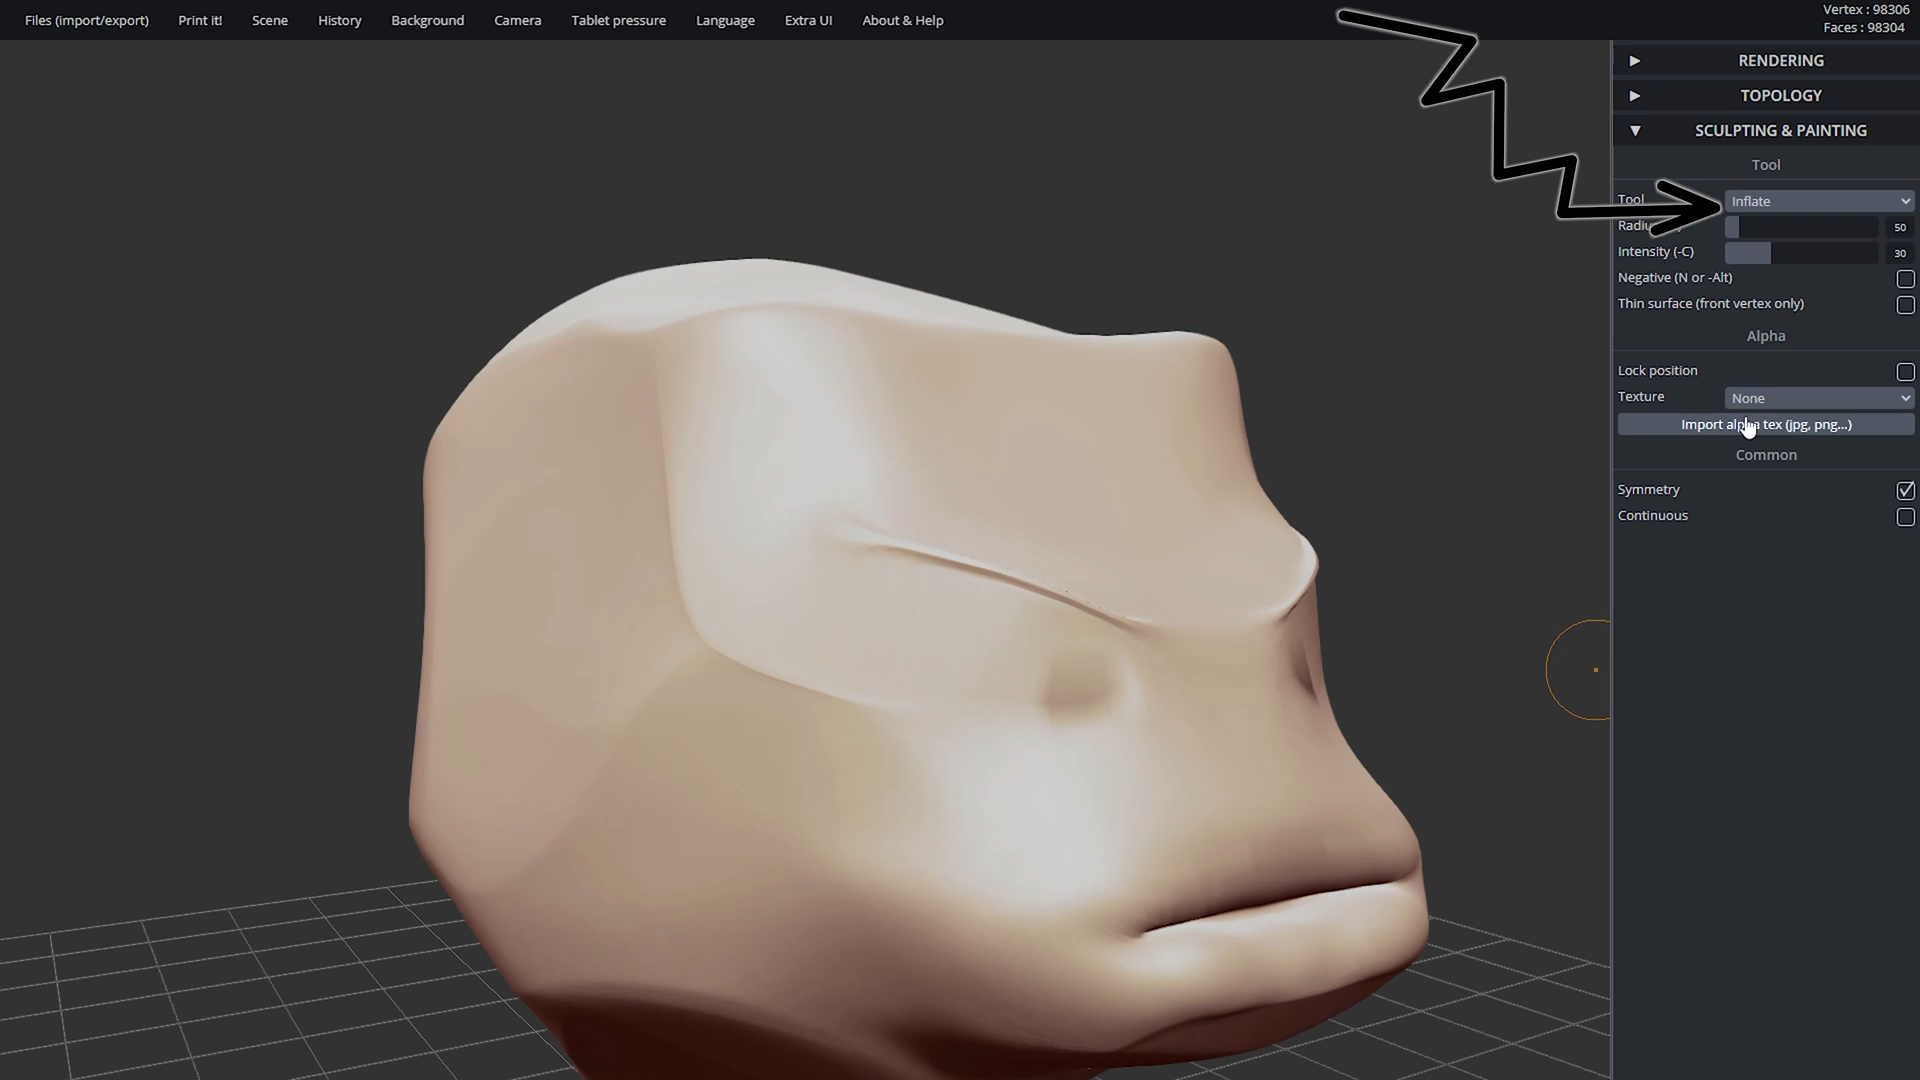 Files (import/export) Print it! Scene History Background Camera Tablet pressure Language Extra UI About & Help
Vertex : 98306
Faces : 98304
RENDERING
TOPOLOGY
SCULPTING & PAINTING
Tool
Tool Inflate
50
Intensity (-C) 30
Negative (N or -Alt)
Thin surface (front vertex only)
Alpha
Lock position
Texture None
Import alpha tex (jpg, png...)
Common
Symmetry
Continuous